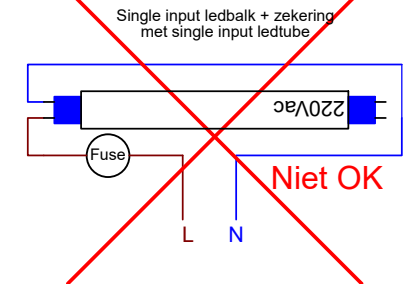 Single input ledbalk + zekering
met single input ledtube
220Vac
Fuse
Niet OK
L
N